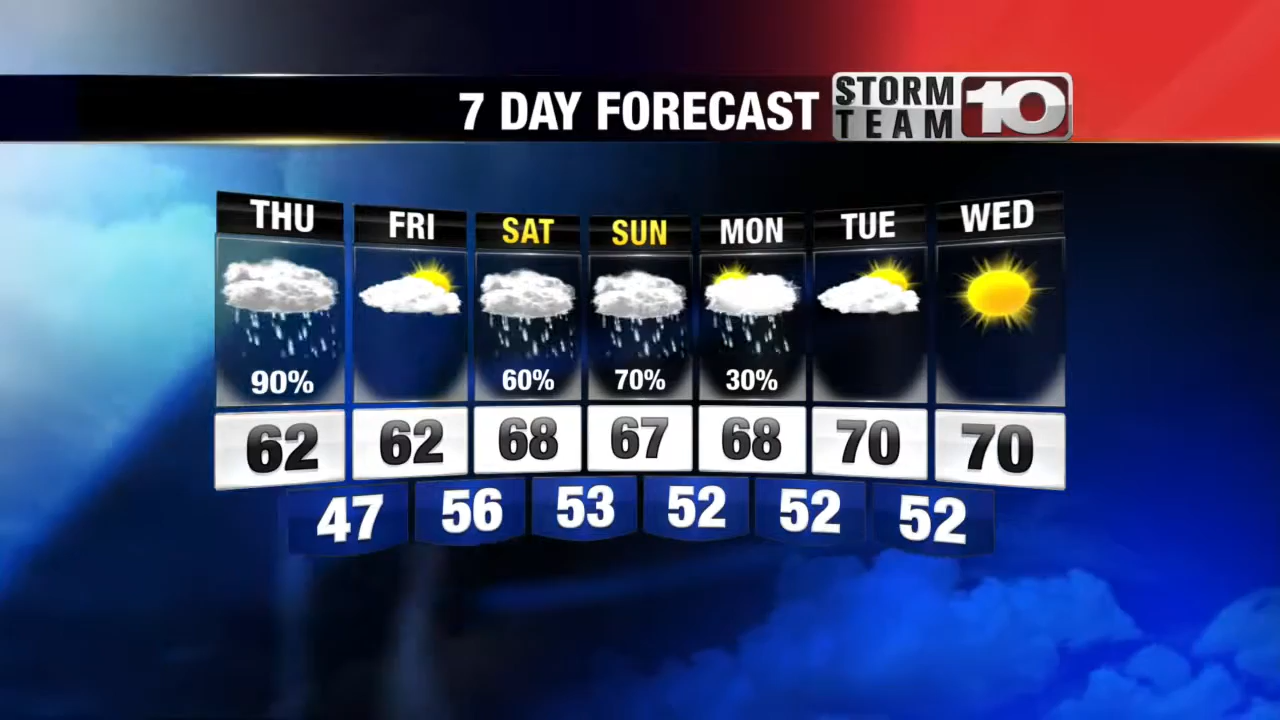 7 DAY FORECAST
STORM
TEAM
10
THU FRI SAT SUN MON TUE WED
90% 60% 70% 30%
62 62 68 67 68 70 70
47 56 53 52 52 52